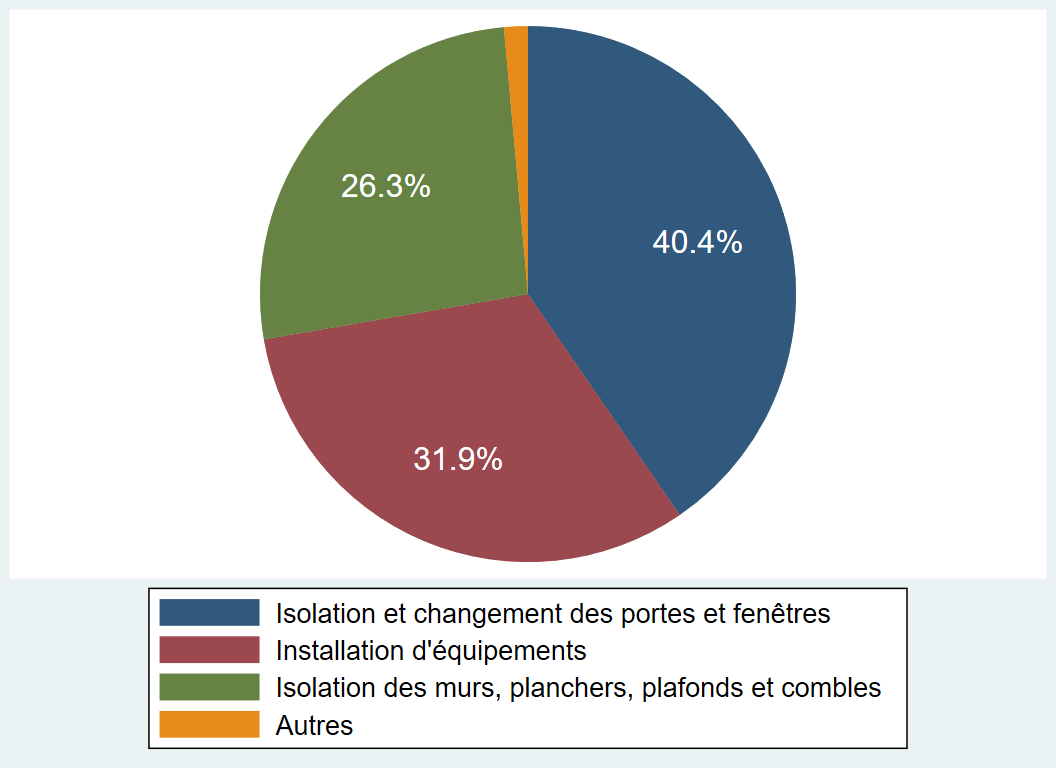 26.3%
40.4%
31.9%
Isolation et changement des portes et fenêtres
Installation d'équipements
Isolation des murs, planchers, plafonds et combles
Autres